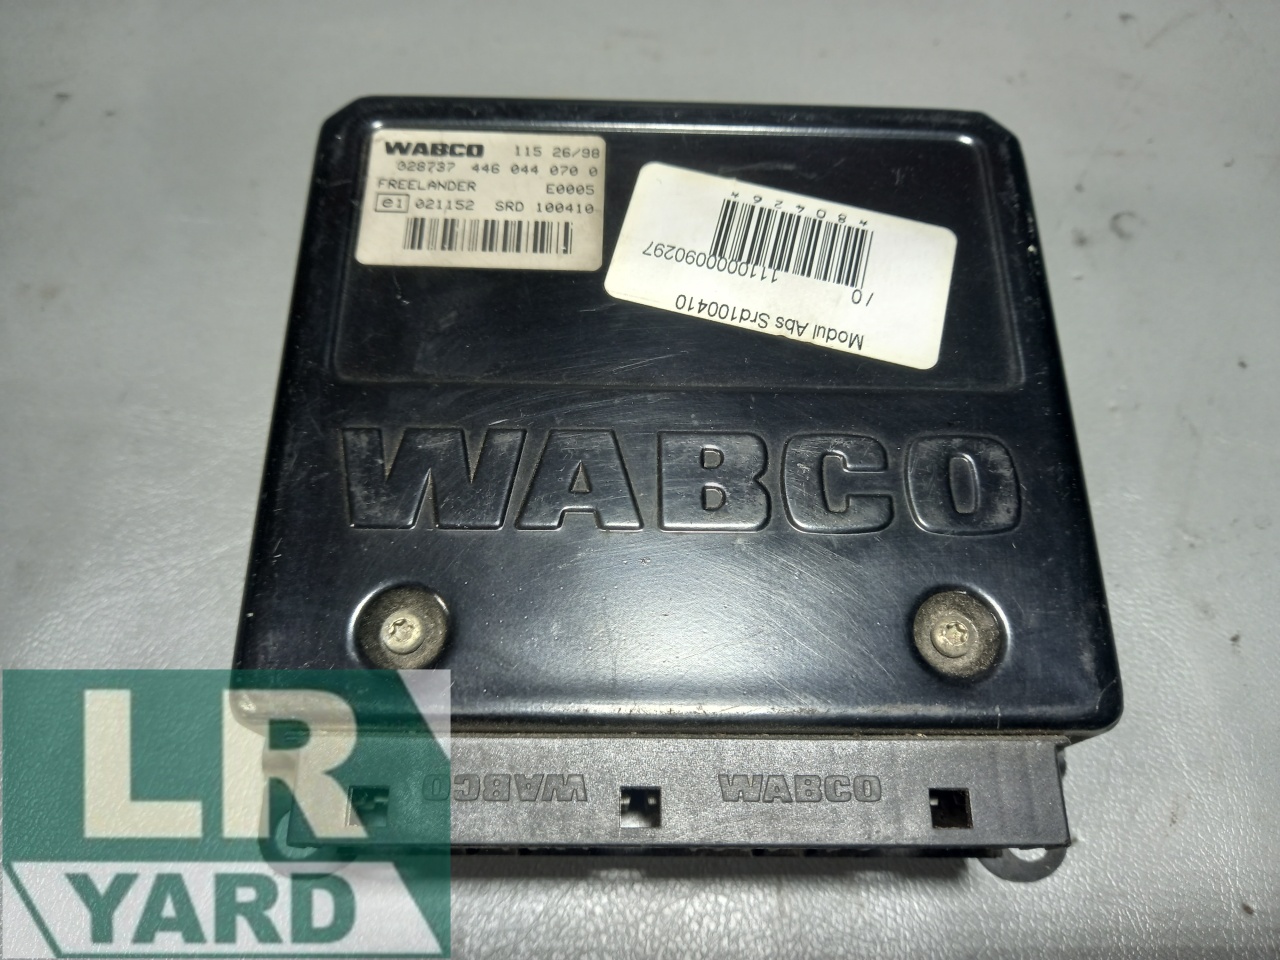 WABCO 115 26/98
028737 446 044 070 0
FREELANDER E0005
e1 021152 SRD 100410
Modul Abs Srd100410
/0
1110000090297
*80426*
WABCO
WABCO WABCO
LR
YARD